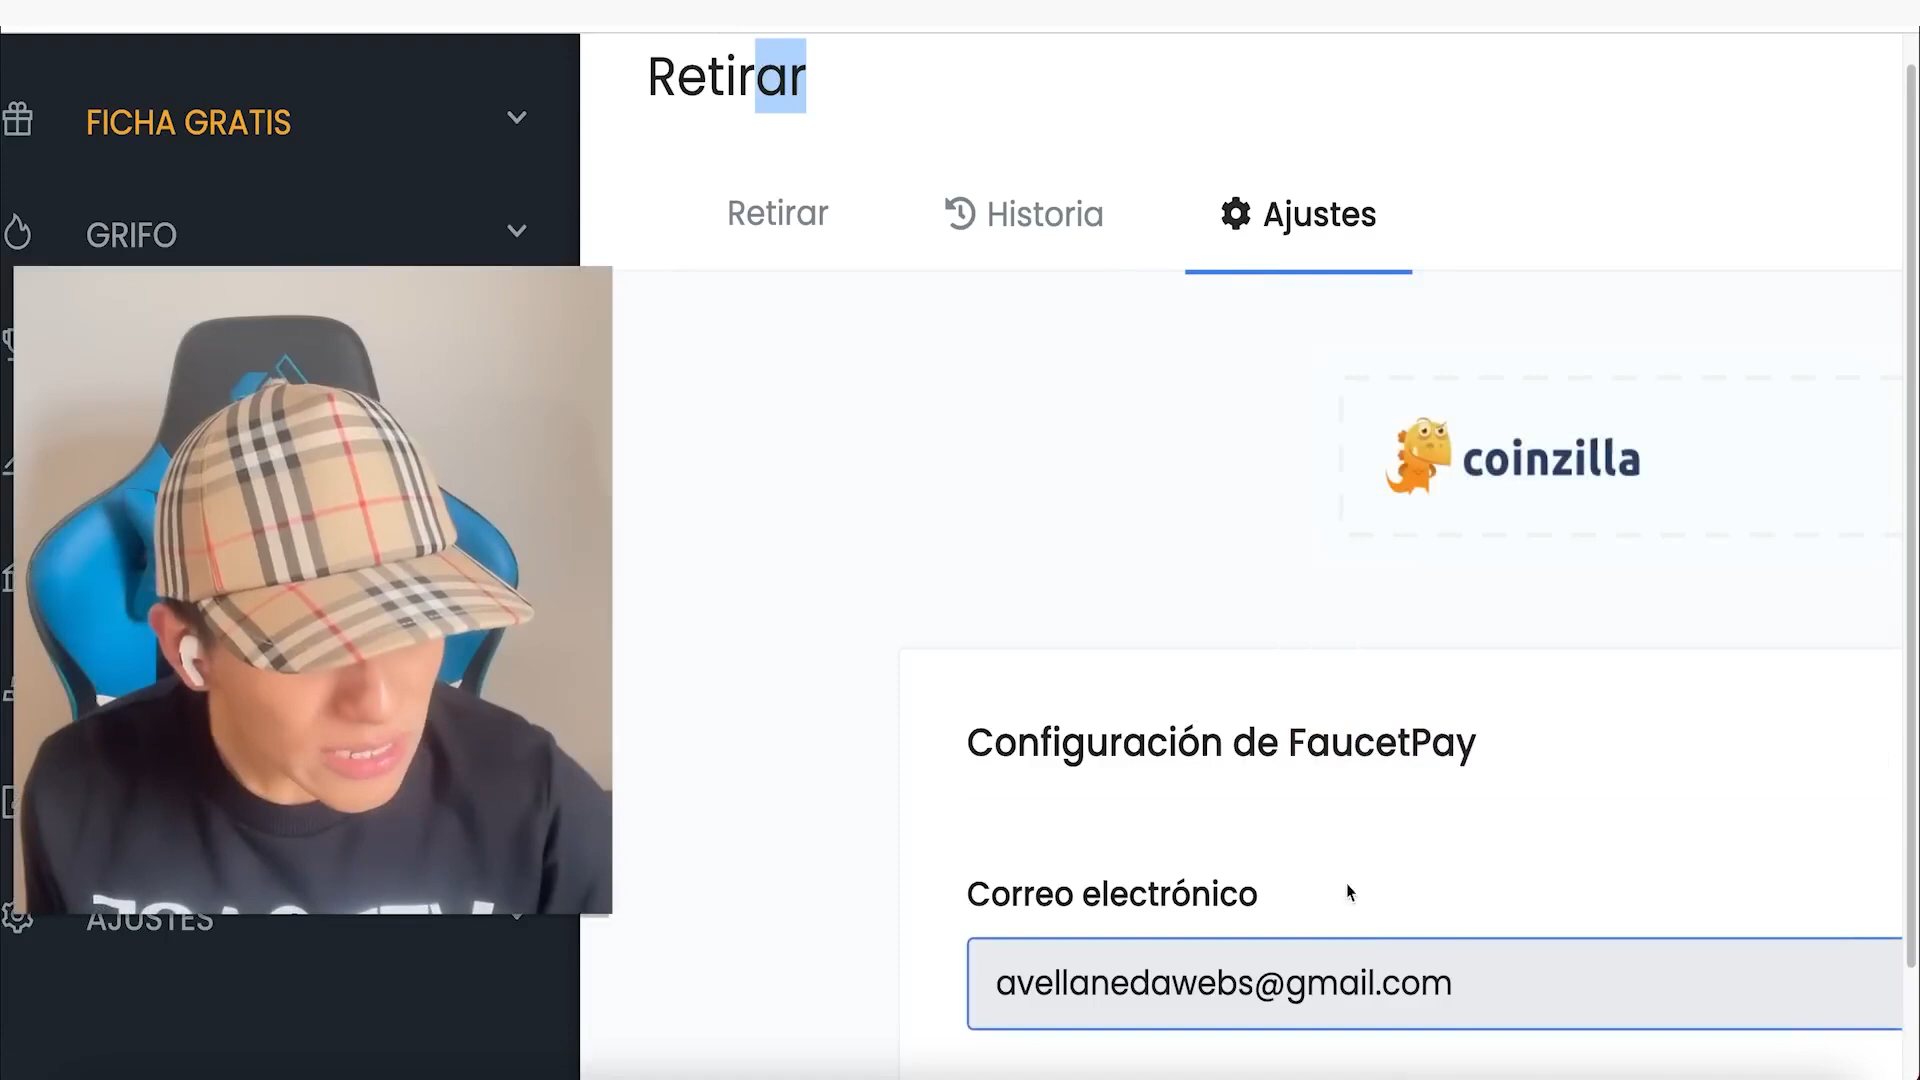 Retirar
FICHA GRATIS
GRIFO
Retirar
Historia
Ajustes
coinzilla
Configuración de FaucetPay
Correo electrónico
avellanedawebs@gmail.com
AJUSTES